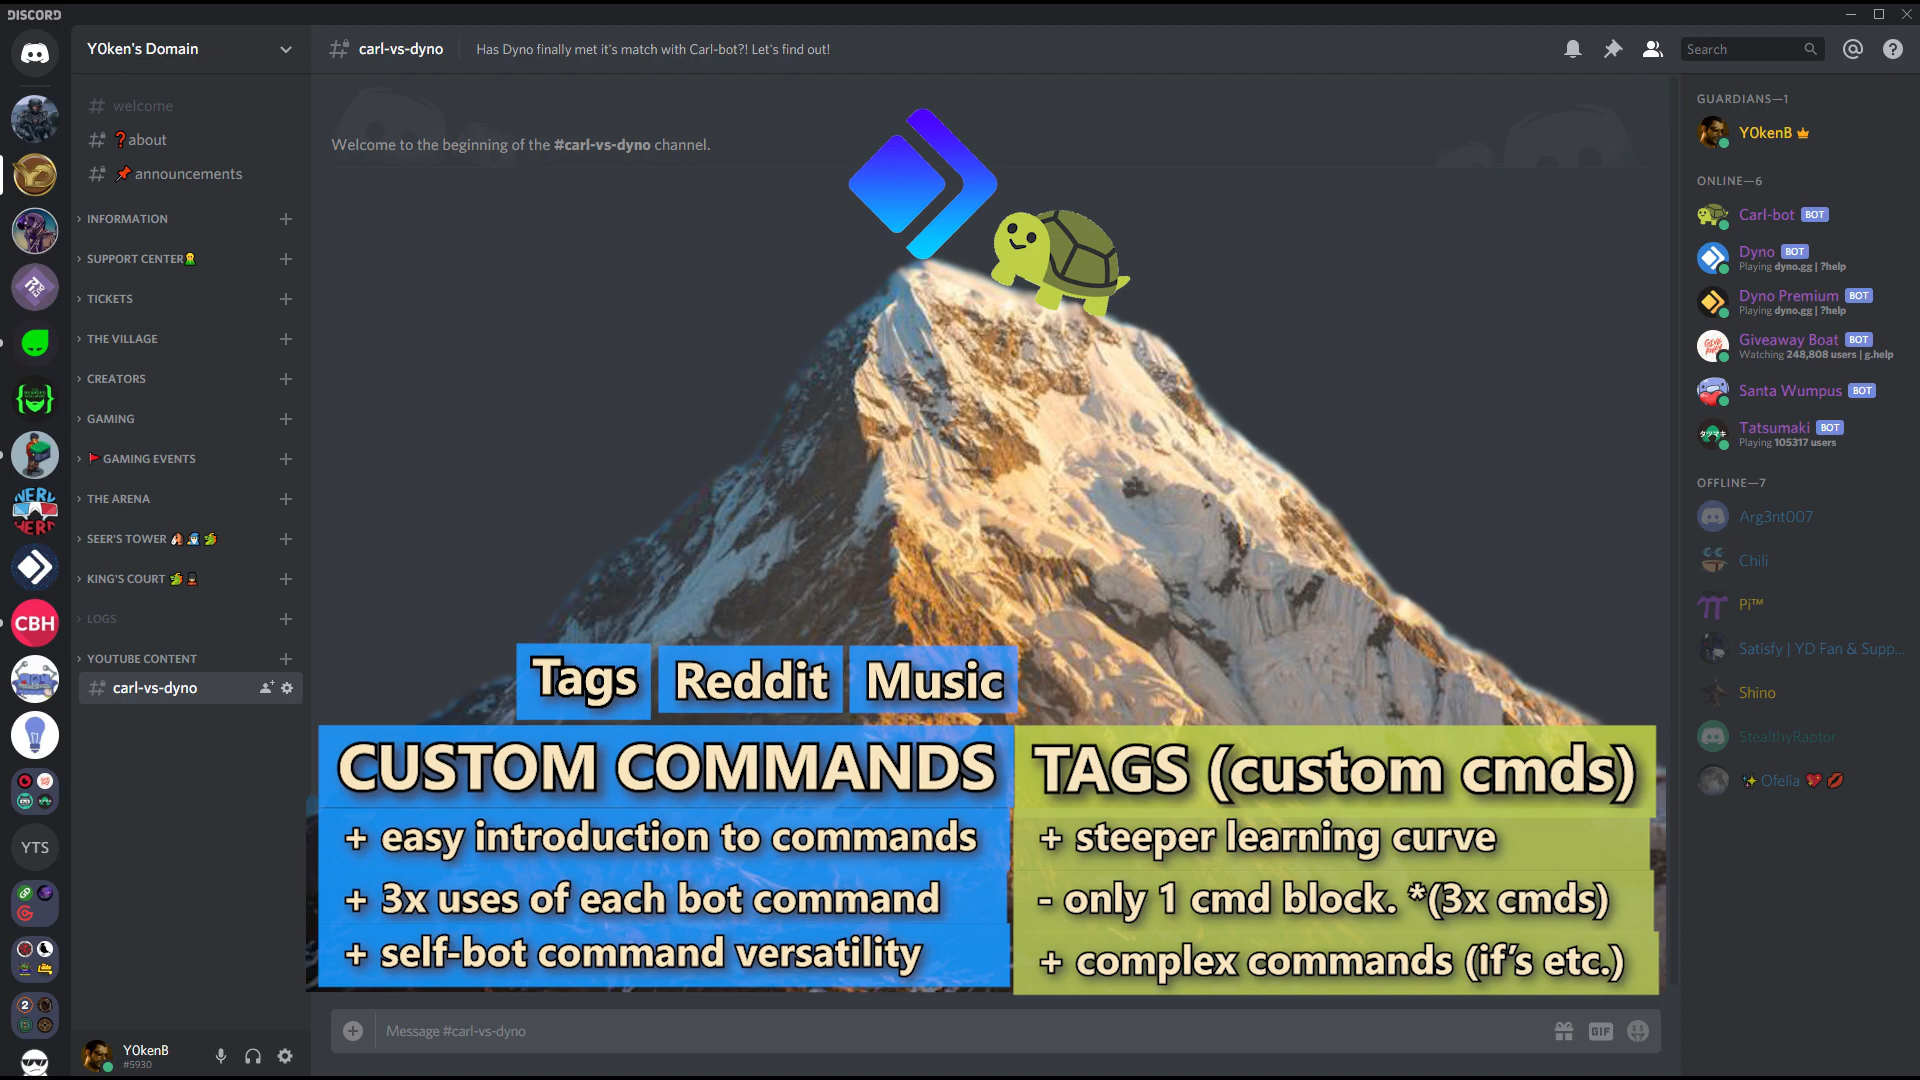 DISCORD
Y0ken's Domain
carl-vs-dyno
Has Dyno finally met it's match with Carl-bot?! Let's find out!
Search
welcome
about
announcements
INFORMATION
SUPPORT CENTER
TICKETS
THE VILLAGE
CREATORS
GAMING
GAMING EVENTS
THE ARENA
SEER'S TOWER
KING'S COURT
LOGS
YOUTUBE CONTENT
carl-vs-dyno
CBH
YTS
2
Y0kenB
#5930
Welcome to the beginning of the #carl-vs-dyno channel.
Tags
Reddit
Music
CUSTOM COMMANDS
+ easy introduction to commands
+ 3x uses of each bot command
+ self-bot command versatility
TAGS (custom cmds)
+ steeper learning curve
- only 1 cmd block. *(3x cmds)
+ complex commands (if's etc.)
Message #carl-vs-dyno
GIF
GUARDIANS—1
Y0kenB
ONLINE—6
Carl-bot BOT
Dyno BOT
Playing dyno.gg | ?help
Dyno Premium BOT
Playing dyno.gg | ?help
Giveaway Boat BOT
Watching 248,808 users | g.help
Santa Wumpus BOT
Tatsumaki BOT
Playing 105317 users
OFFLINE—7
Arg3nt007
Chili
Pi™
Satisfy | YD Fan & Supp...
Shino
StealthyRaptor
Ofelia